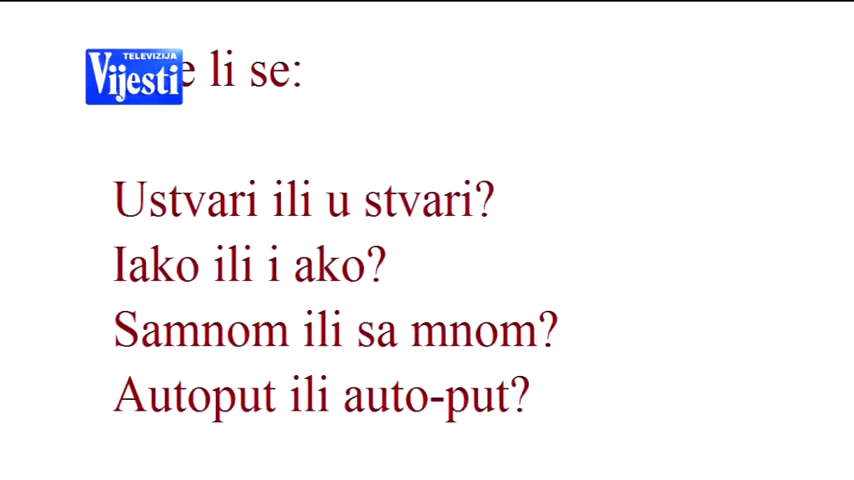 TELEVIZIJA
Vijesti
e li se:
Ustvari ili u stvari?
Iako ili i ako?
Samnom ili sa mnom?
Autoput ili auto-put?